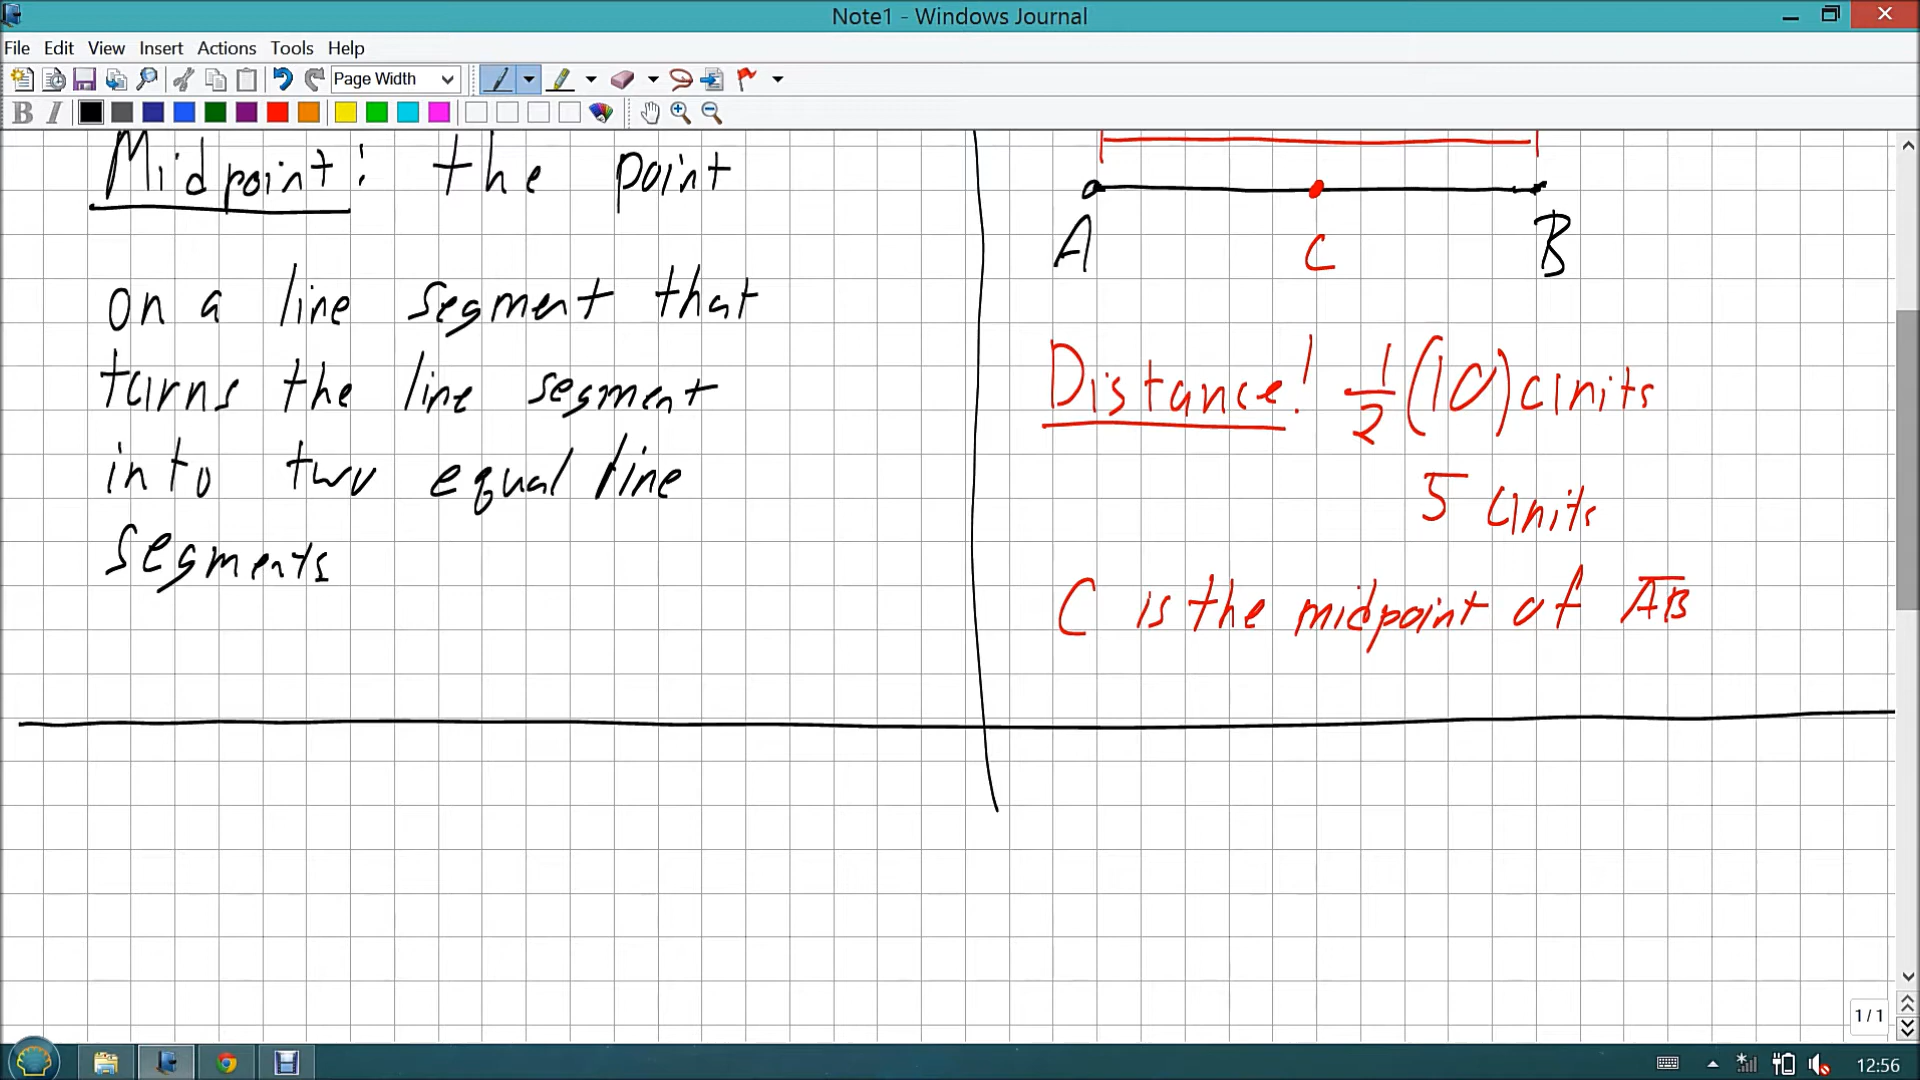 Note1 - Windows Journal
File Edit View Insert Actions Tools Help
Page Width
B I
Midpoint: the point
on a line segment that
turns the line segment
into two equal line
segments
A C B
Distance: 1/2 (10) units
5 units
C is the midpoint of A̅B̅
1 / 1
12:56